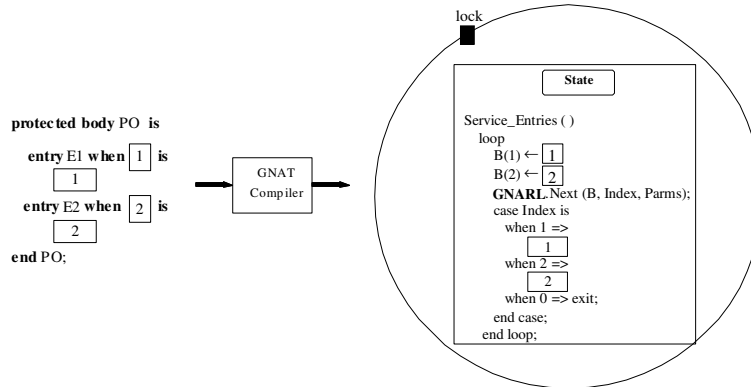 protected body PO is
entry E1 when 1 is
1
entry E2 when 2 is
2
end PO;
GNAT
Compiler
lock
State
Service_Entries ( )
loop
B(1) ← 1
B(2) ← 2
GNARL.Next (B, Index, Parms);
case Index is
when 1 =>
1
when 2 =>
2
when 0 => exit;
end case;
end loop;